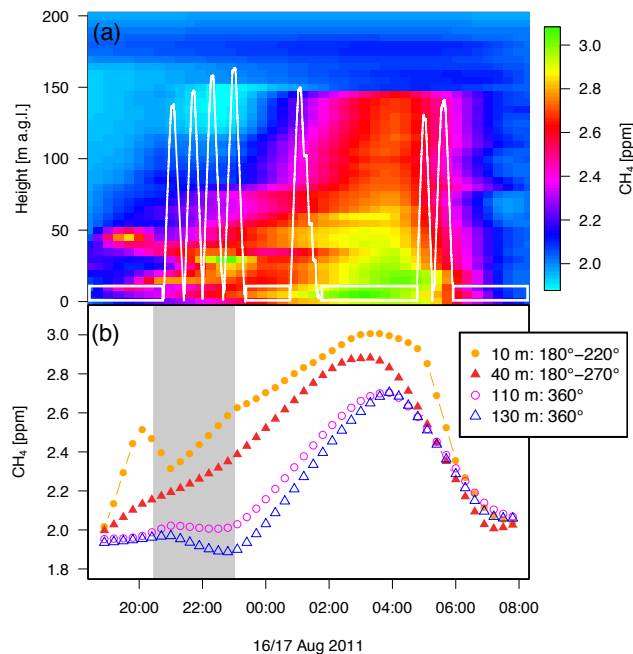 (a)
Height [m a.g.l.]
200
150
100
50
0
3.0
2.8
2.6
2.4
2.2
2.0
CH₄ [ppm]
(b)
CH₄ [ppm]
3.0
2.8
2.6
2.4
2.2
2.0
1.8
10 m: 180°−220°
40 m: 180°−270°
110 m: 360°
130 m: 360°
20:00 22:00 00:00 02:00 04:00 06:00 08:00
16/17 Aug 2011